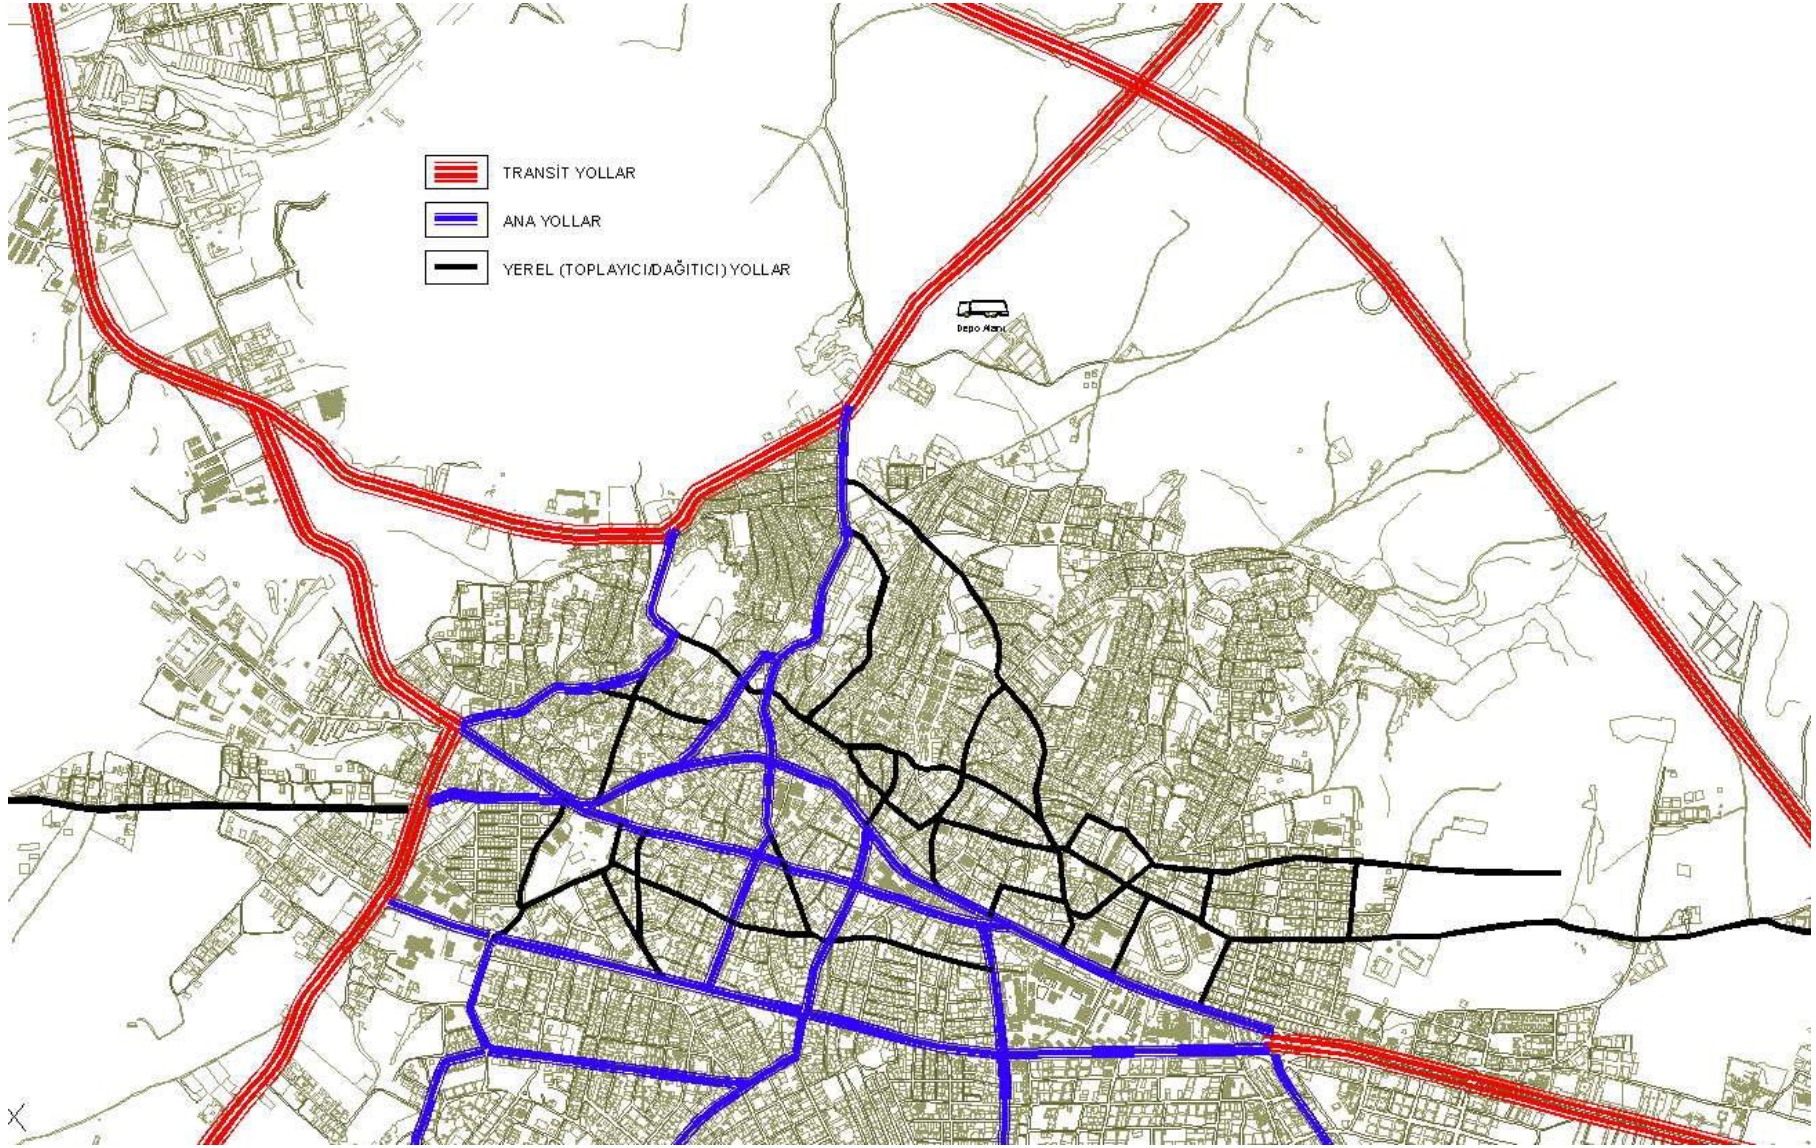 TRANSİT YOLLAR
ANA YOLLAR
YEREL (TOPLAYICI/DAĞITICI) YOLLAR
Depo Alanı
X